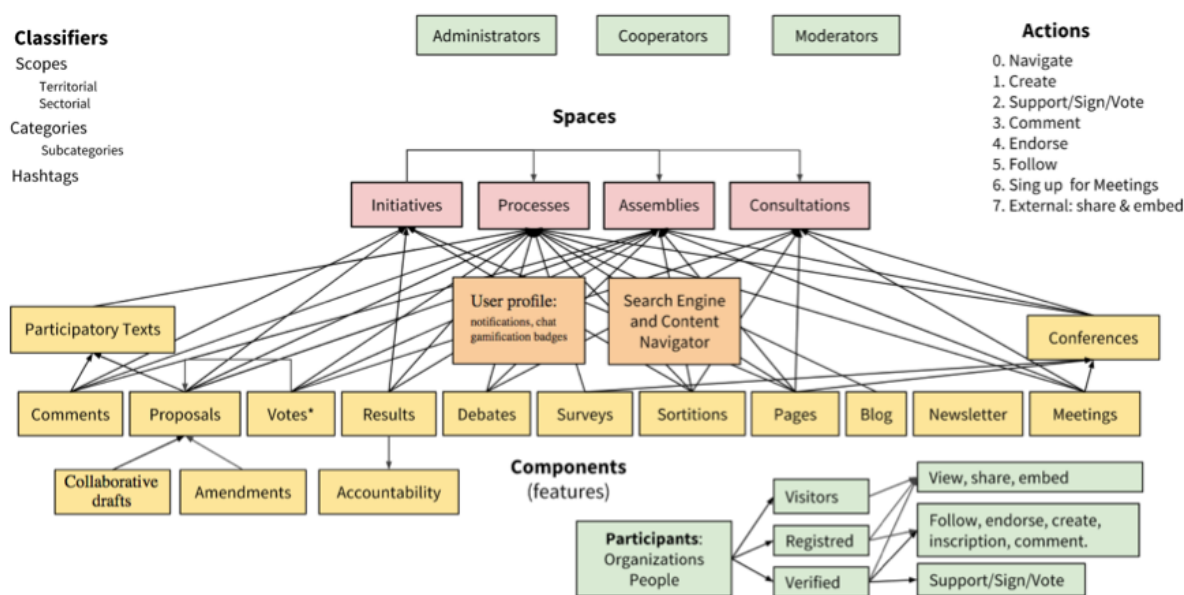 Classifiers
Scopes
Territorial
Sectorial
Categories
Subcategories
Hashtags
Administrators
Cooperators
Moderators
Actions
0. Navigate
1. Create
2. Support/Sign/Vote
3. Comment
4. Endorse
5. Follow
6. Sing up for Meetings
7. External: share & embed
Spaces
Initiatives
Processes
Assemblies
Consultations
User profile:
notifications, chat
gamification badges
Search Engine
and Content
Navigator
Participatory Texts
Conferences
Comments
Proposals
Votes*
Results
Debates
Surveys
Sortitions
Pages
Blog
Newsletter
Meetings
Collaborative
drafts
Amendments
Accountability
Components
(features)
Participants:
Organizations
People
Visitors
Registred
Verified
View, share, embed
Follow, endorse, create,
inscription, comment.
Support/Sign/Vote